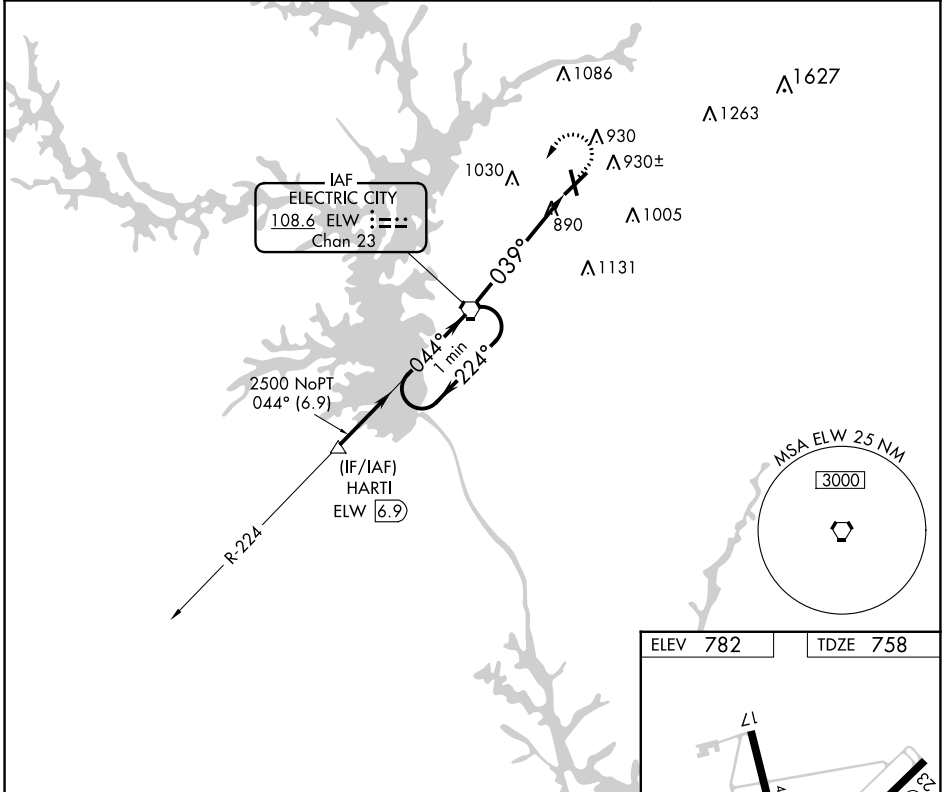 1086
1627
1263
930
930±
1030
1005
890
1131
IAF
ELECTRIC CITY
108.6 ELW
Chan 23
039°
044°
1 min
224°
2500 NoPT
044° (6.9)
(IF/IAF)
HARTI
ELW 6.9
R-224
MSA ELW 25 NM
3000
ELEV 782
TDZE 758
17
23
4